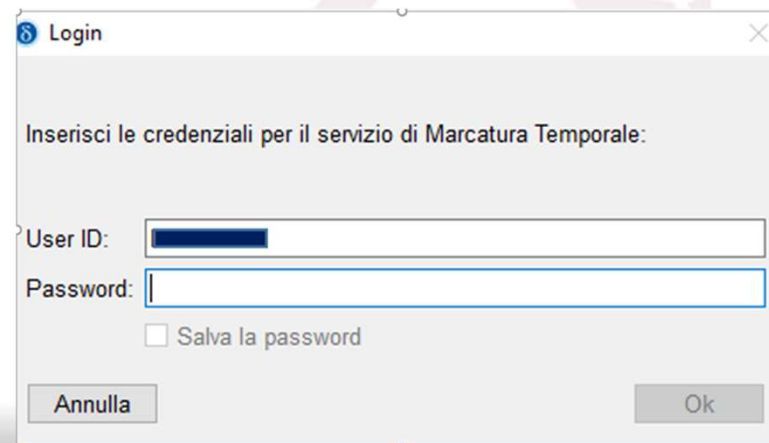 Login
Inserisci le credenziali per il servizio di Marcatura Temporale:
User ID:
Password:
Salva la password
Annulla Ok